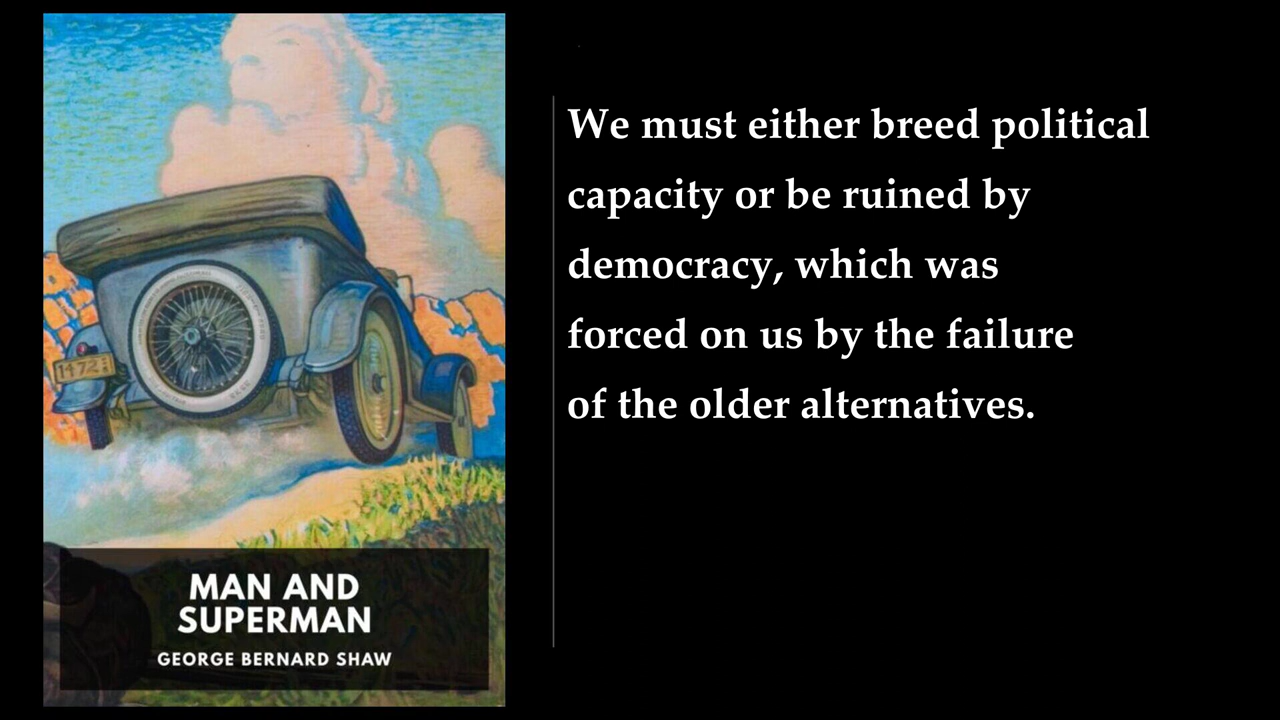 We must either breed political
capacity or be ruined by
democracy, which was
forced on us by the failure
of the older alternatives.
1472
MAN AND
SUPERMAN
GEORGE BERNARD SHAW